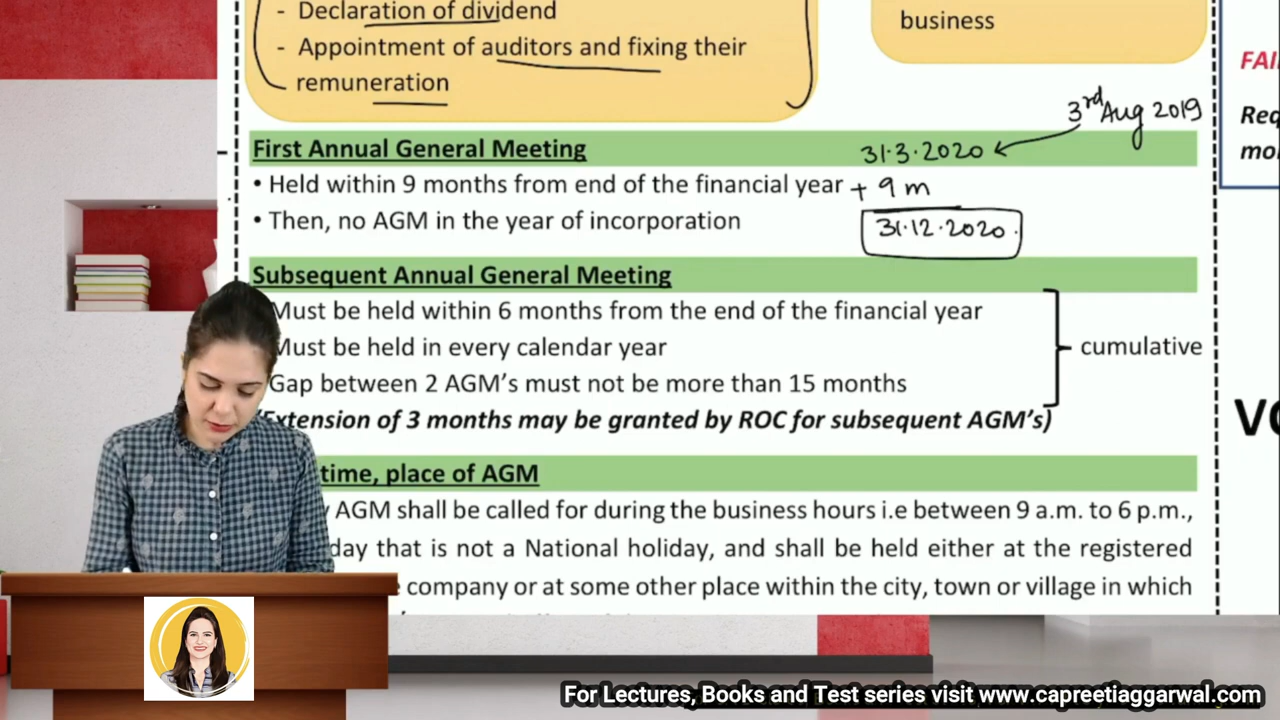 - Declaration of dividend
- Appointment of auditors and fixing their
remuneration
business
FAI
Req
mo
3rd Aug 2019
First Annual General Meeting
31.3.2020
• Held within 9 months from end of the financial year
+ 9 m
• Then, no AGM in the year of incorporation
31.12.2020.
Subsequent Annual General Meeting
Must be held within 6 months from the end of the financial year
Must be held in every calendar year
cumulative
Gap between 2 AGM's must not be more than 15 months
(Extension of 3 months may be granted by ROC for subsequent AGM's)
VO
time, place of AGM
AGM shall be called for during the business hours i.e between 9 a.m. to 6 p.m.,
day that is not a National holiday, and shall be held either at the registered
company or at some other place within the city, town or village in which
For Lectures, Books and Test series visit www.capreetiaggarwal.com